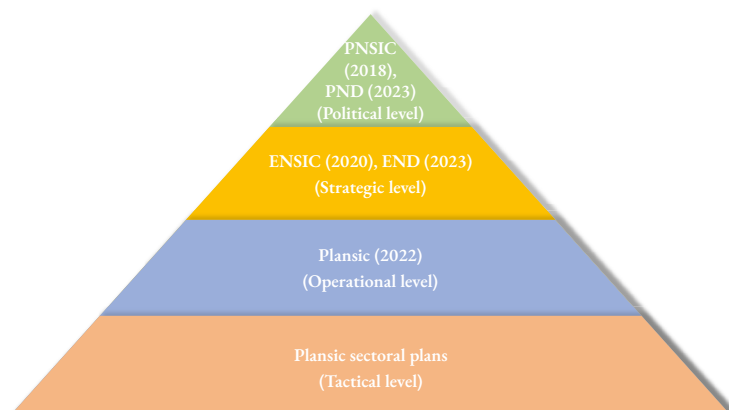 PNSIC
(2018),
PND (2023)
(Political level)
ENSIC (2020), END (2023)
(Strategic level)
Plansic (2022)
(Operational level)
Plansic sectoral plans
(Tactical level)